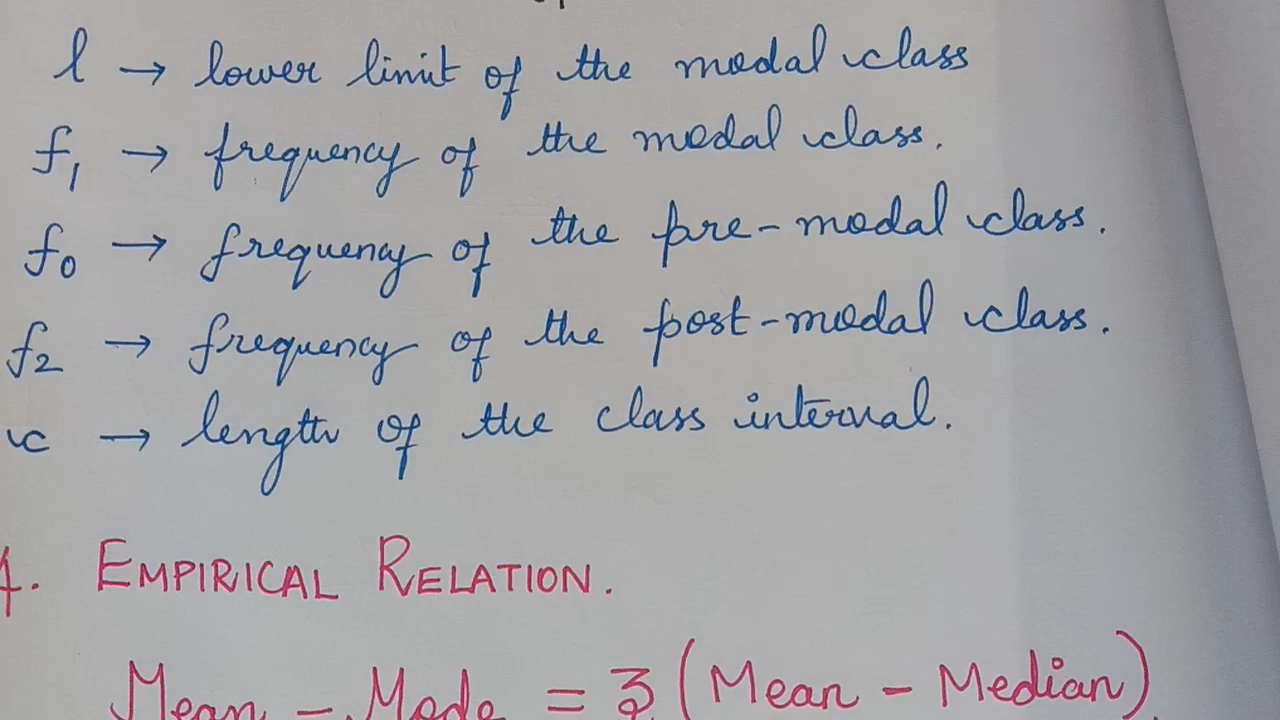 l → lower limit of the modal class
f₁ → frequency of the modal class.
f₀ → frequency of the pre-modal class.
f₂ → frequency of the post-modal class.
c → length of the class interval.
4. EMPIRICAL RELATION.
Mean - Mode = 3 (Mean - Median)